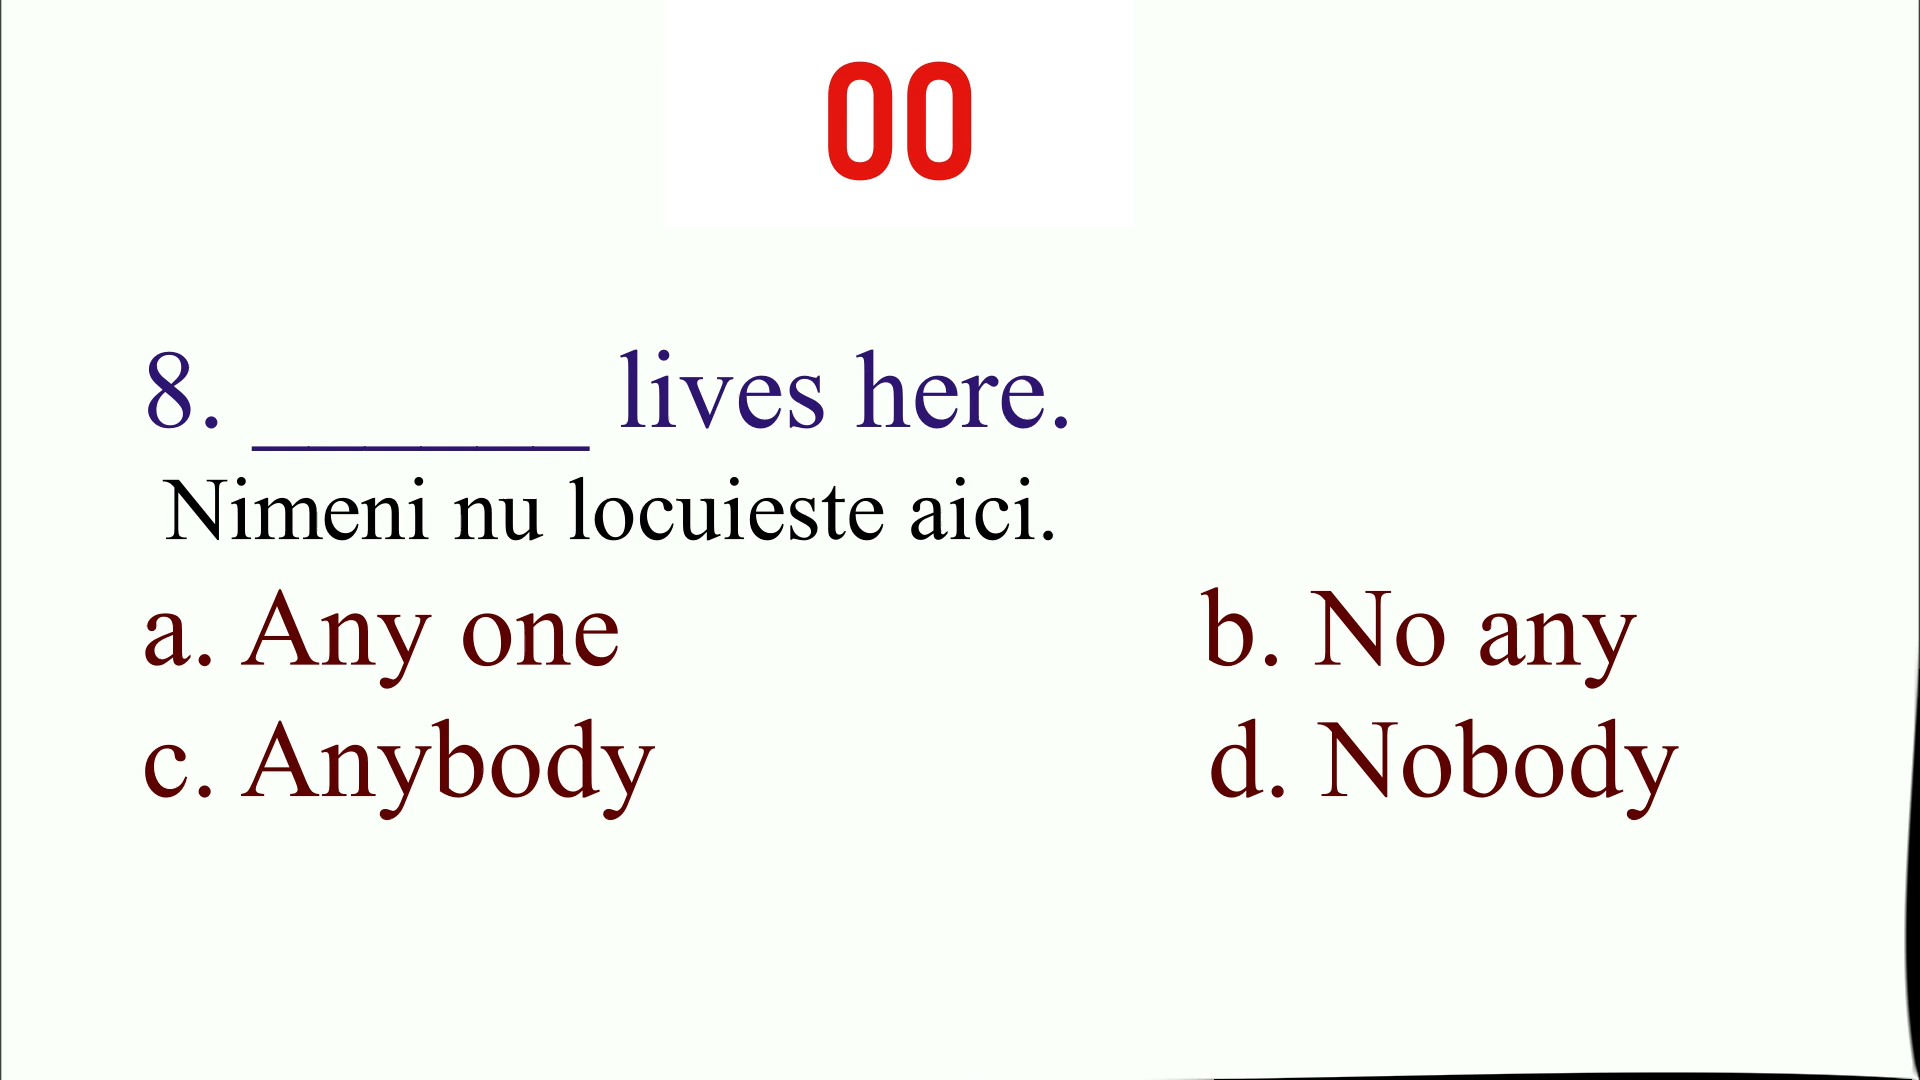 00
8. ______ lives here.
Nimeni nu locuieste aici.
a. Any one b. No any
c. Anybody d. Nobody